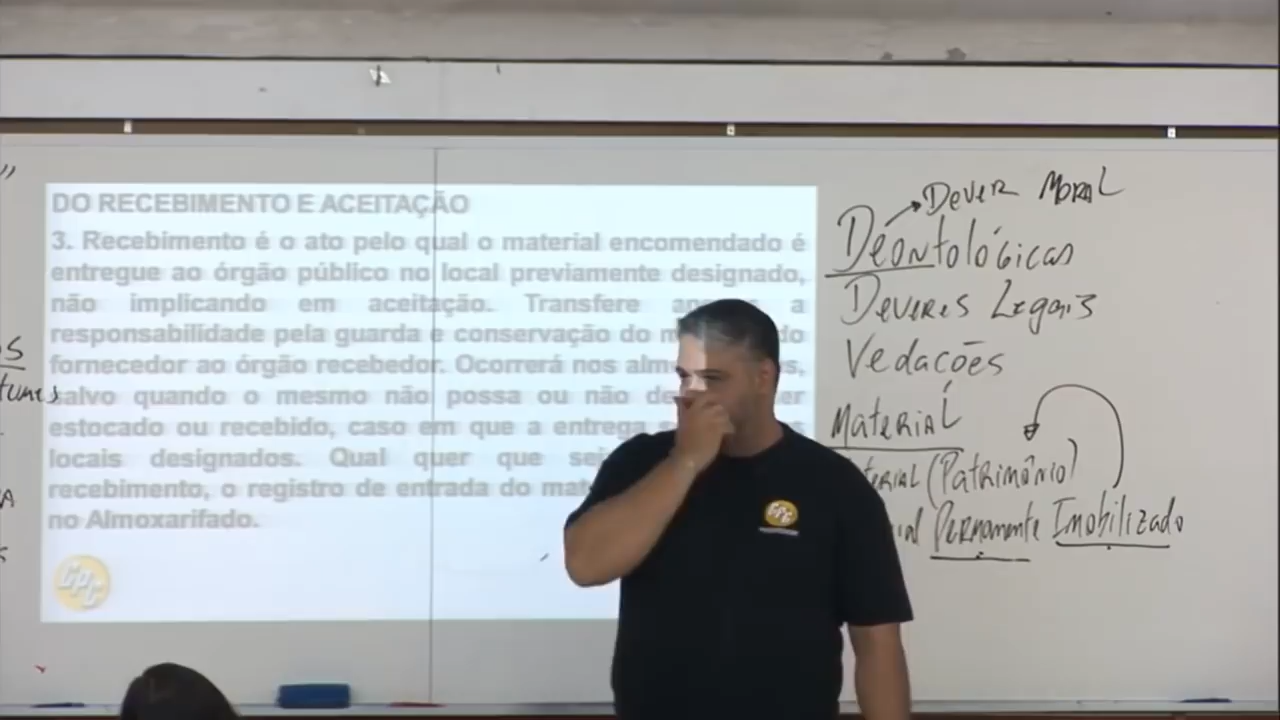 DO RECEBIMENTO E ACEITAÇÃO
3. Recebimento é o ato pelo qual o material encomendado é
entregue ao órgão público no local previamente designado,
não implicando em aceitação. Transfere a
responsabilidade pela guarda e conservação do
fornecedor ao órgão recebedor. Ocorrerá nos
salvo quando o mesmo não possa ou não
estocado ou recebido, caso em que a entrega
locais designados. Qual quer que
recebimento, o registro de entrada do
no Almoxarifado.
GPC
Dever Moral
Deontológicas
Deveres Legais
Vedações
Material
(Patrimônio)
Permanente Imobilizado
GPC